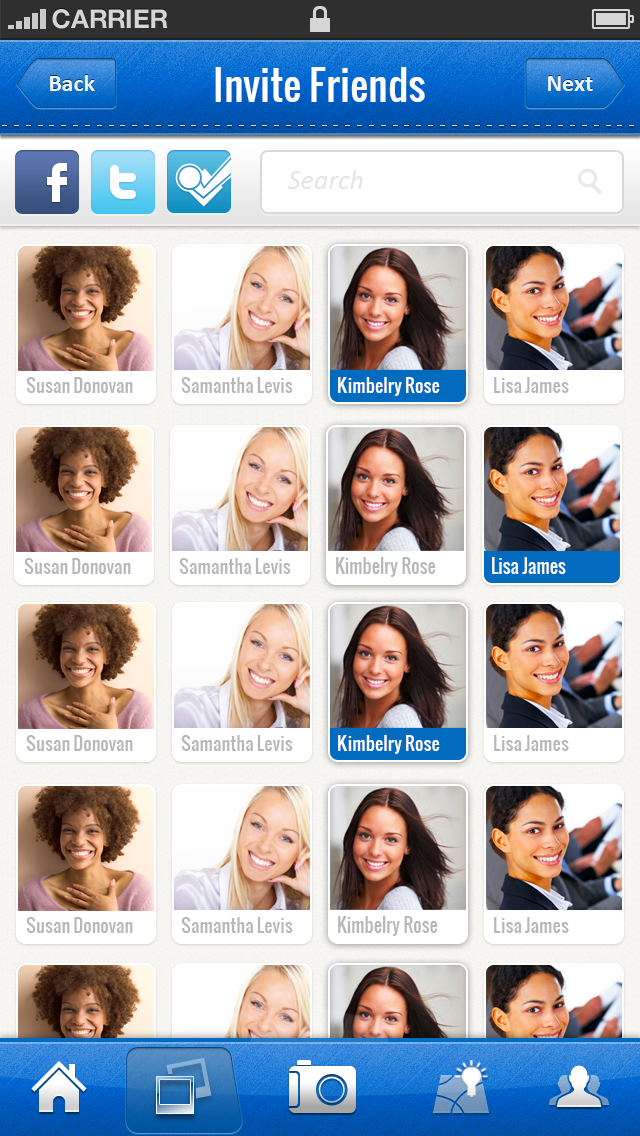 CARRIER
Back Invite Friends Next
f t Search
Susan Donovan Samantha Levis Kimbelry Rose Lisa James
Susan Donovan Samantha Levis Kimbelry Rose Lisa James
Susan Donovan Samantha Levis Kimbelry Rose Lisa James
Susan Donovan Samantha Levis Kimbelry Rose Lisa James